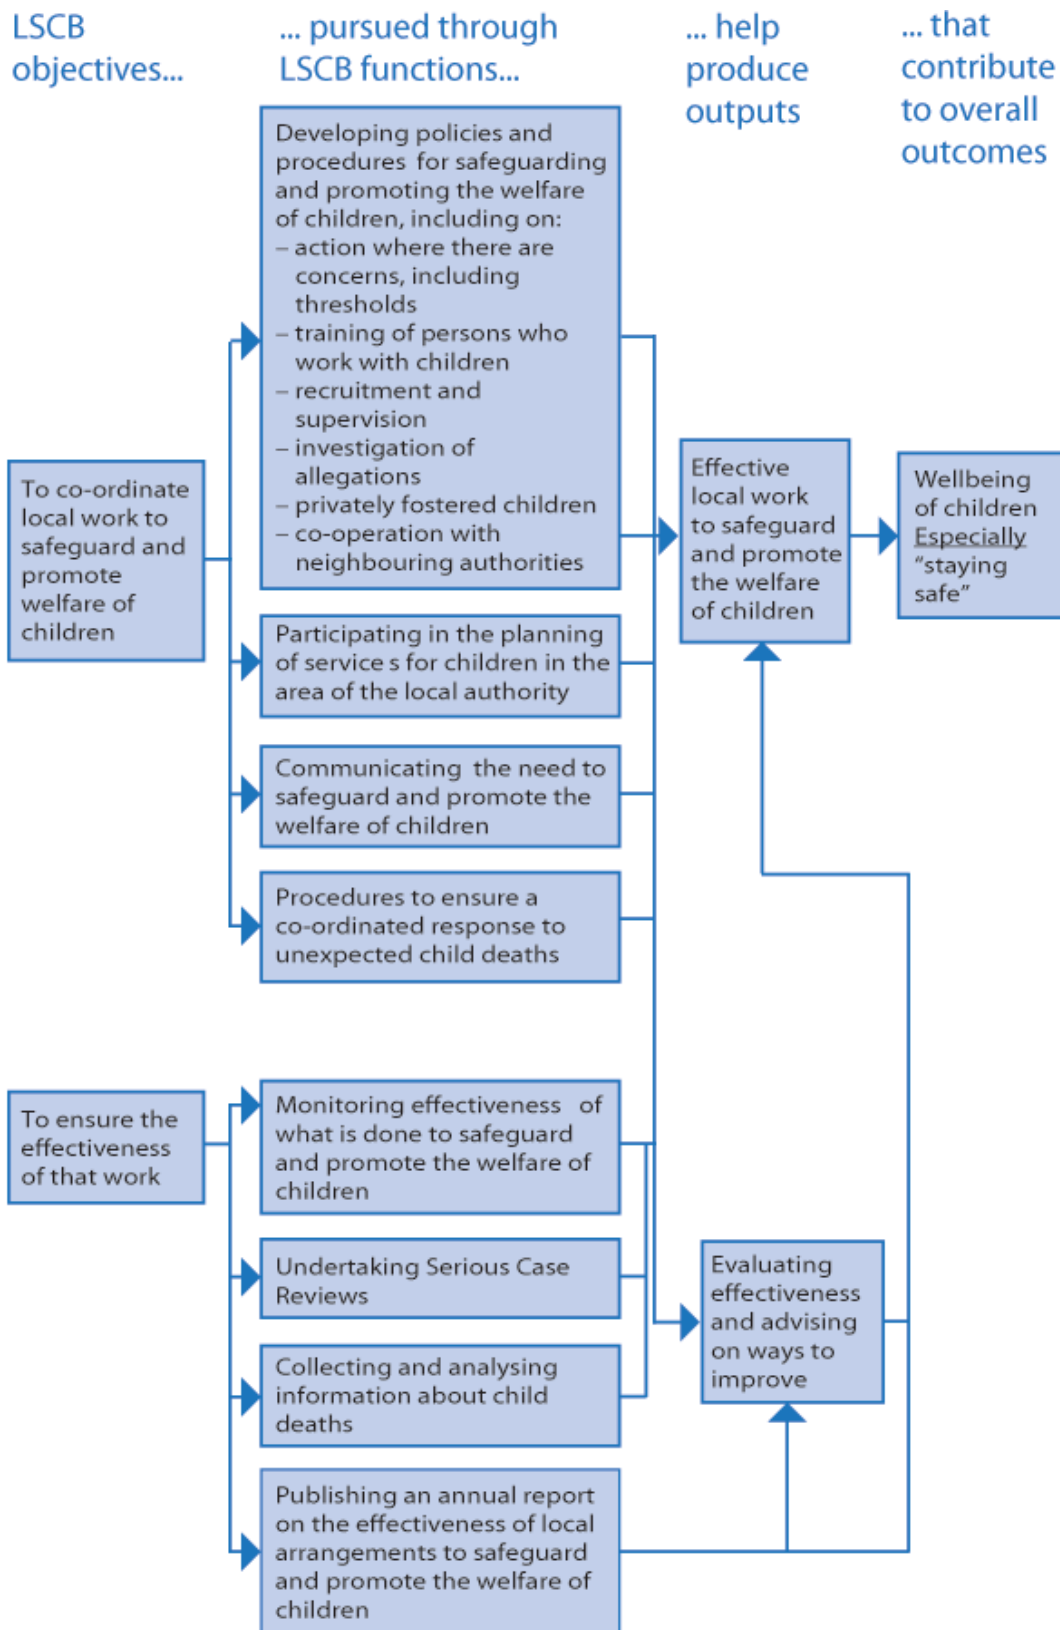 LSCB
objectives...
... pursued through
LSCB functions...
... help
produce
outputs
... that
contribute
to overall
outcomes
Developing policies and
procedures for safeguarding
and promoting the welfare
of children, including on:
– action where there are
concerns, including
thresholds
– training of persons who
work with children
– recruitment and
supervision
– investigation of
allegations
– privately fostered children
– co-operation with
neighbouring authorities
To co-ordinate
local work to
safeguard and
promote
welfare of
children
Effective
local work
to safeguard
and promote
the welfare
of children
Wellbeing
of children
Especially
“staying
safe”
Participating in the planning
of service s for children in the
area of the local authority
Communicating the need to
safeguard and promote the
welfare of children
Procedures to ensure a
co-ordinated response to
unexpected child deaths
To ensure the
effectiveness
of that work
Monitoring effectiveness of
what is done to safeguard
and promote the welfare of
children
Undertaking Serious Case
Reviews
Evaluating
effectiveness
and advising
on ways to
improve
Collecting and analysing
information about child
deaths
Publishing an annual report
on the effectiveness of local
arrangements to safeguard
and promote the welfare of
children